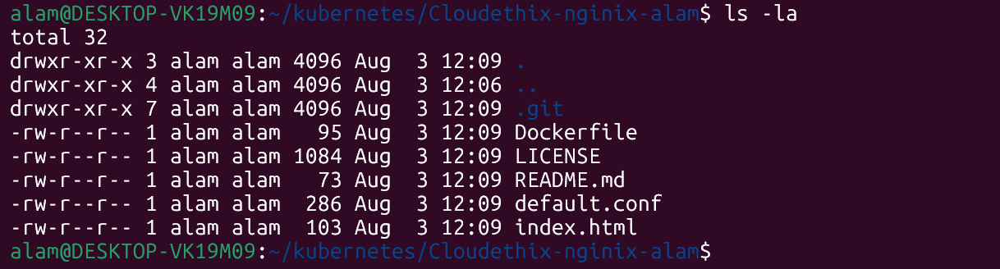 alam@DESKTOP-VK19M09:~/kubernetes/Cloudethix-nginix-alam$ ls -la
total 32
drwxr-xr-x 3 alam alam 4096 Aug  3 12:09 .
drwxr-xr-x 4 alam alam 4096 Aug  3 12:06 ..
drwxr-xr-x 7 alam alam 4096 Aug  3 12:09 .git
-rw-r--r-- 1 alam alam   95 Aug  3 12:09 Dockerfile
-rw-r--r-- 1 alam alam 1084 Aug  3 12:09 LICENSE
-rw-r--r-- 1 alam alam   73 Aug  3 12:09 README.md
-rw-r--r-- 1 alam alam  286 Aug  3 12:09 default.conf
-rw-r--r-- 1 alam alam  103 Aug  3 12:09 index.html
alam@DESKTOP-VK19M09:~/kubernetes/Cloudethix-nginix-alam$